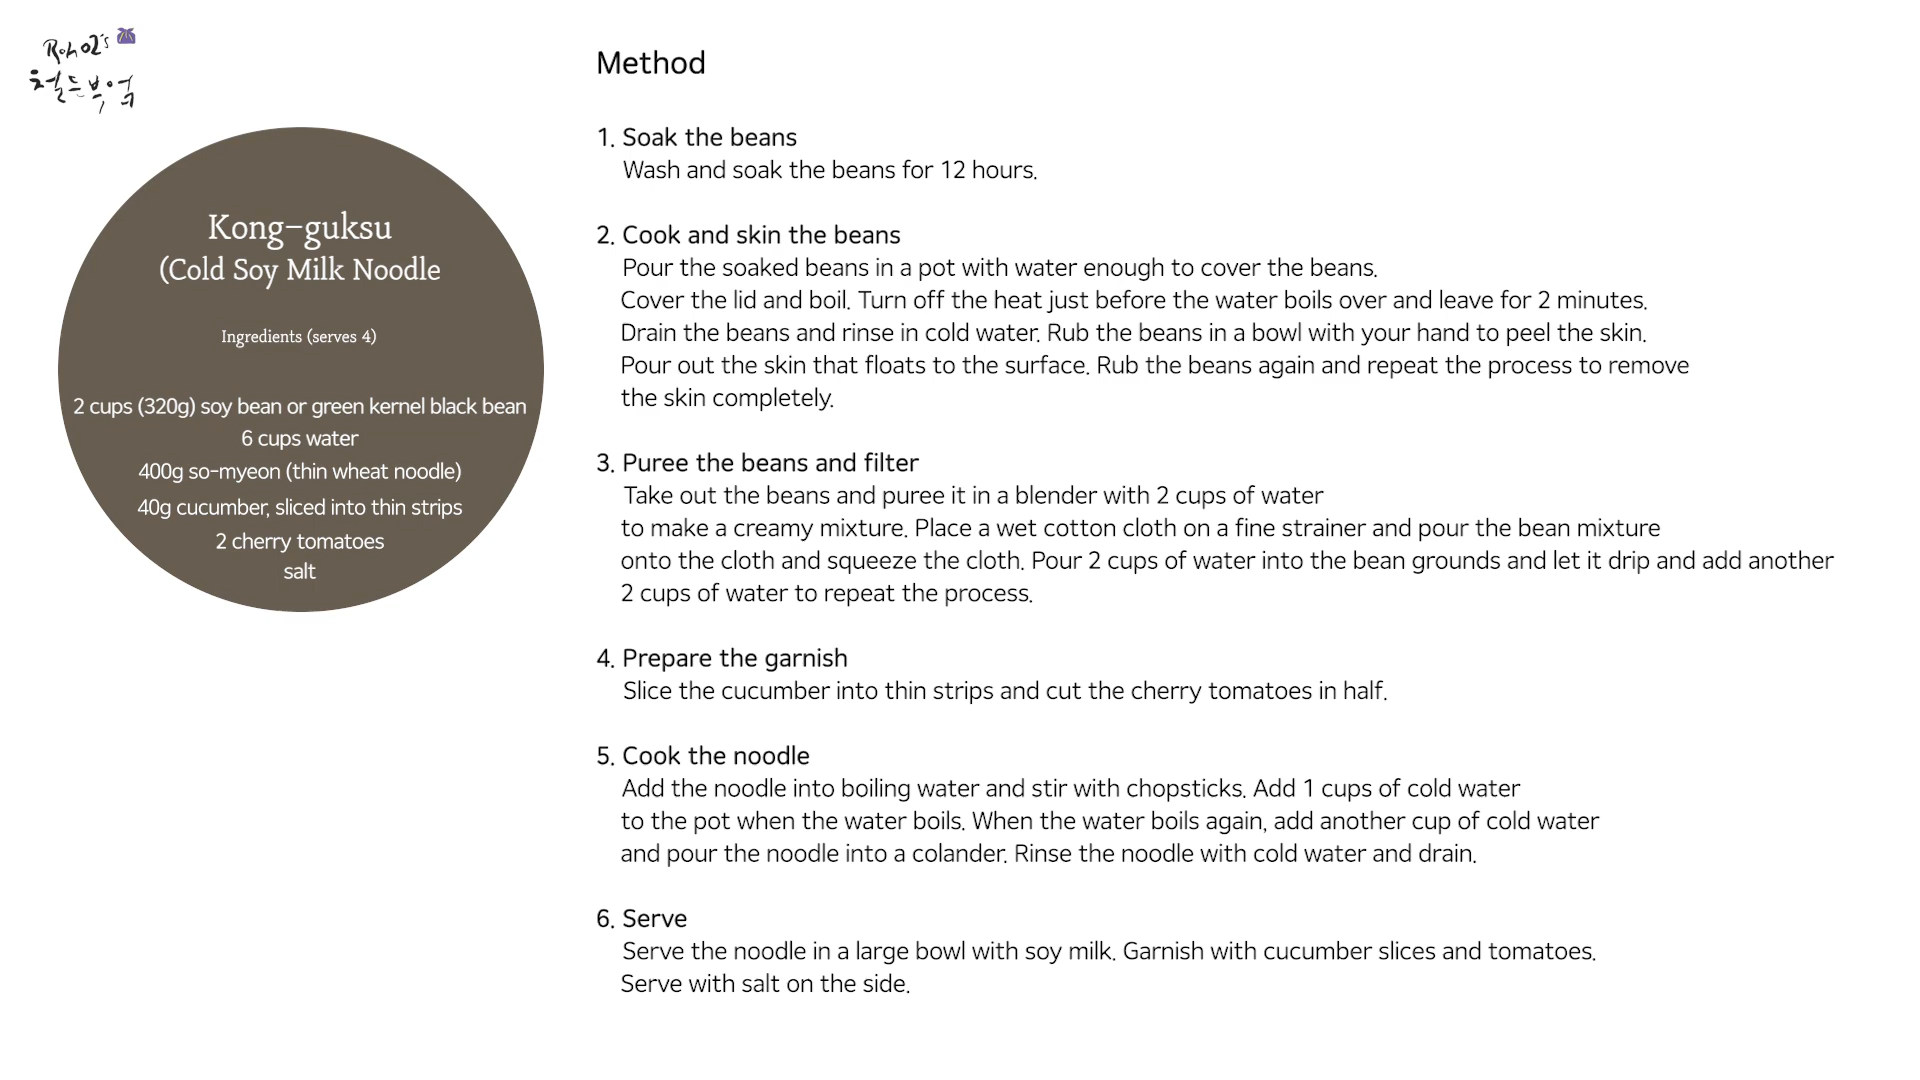 Roh 02's
철든부엌
Kong-guksu
(Cold Soy Milk Noodle
Ingredients (serves 4)
2 cups (320g) soy bean or green kernel black bean
6 cups water
400g so-myeon (thin wheat noodle)
40g cucumber, sliced into thin strips
2 cherry tomatoes
salt
Method
1. Soak the beans
Wash and soak the beans for 12 hours.
2. Cook and skin the beans
Pour the soaked beans in a pot with water enough to cover the beans.
Cover the lid and boil. Turn off the heat just before the water boils over and leave for 2 minutes.
Drain the beans and rinse in cold water. Rub the beans in a bowl with your hand to peel the skin.
Pour out the skin that floats to the surface. Rub the beans again and repeat the process to remove
the skin completely.
3. Puree the beans and filter
Take out the beans and puree it in a blender with 2 cups of water
to make a creamy mixture. Place a wet cotton cloth on a fine strainer and pour the bean mixture
onto the cloth and squeeze the cloth. Pour 2 cups of water into the bean grounds and let it drip and add another
2 cups of water to repeat the process.
4. Prepare the garnish
Slice the cucumber into thin strips and cut the cherry tomatoes in half.
5. Cook the noodle
Add the noodle into boiling water and stir with chopsticks. Add 1 cups of cold water
to the pot when the water boils. When the water boils again, add another cup of cold water
and pour the noodle into a colander. Rinse the noodle with cold water and drain.
6. Serve
Serve the noodle in a large bowl with soy milk. Garnish with cucumber slices and tomatoes.
Serve with salt on the side.